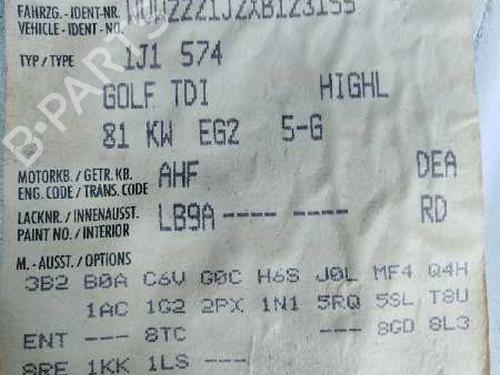 FAHRZG. - IDENT-NR. WVWZZZ1JZXB123155
VEHICLE - IDENT - NO.
TYP / TYPE 1J1 574
GOLF TDI HIGHL
81 KW EG2 5-G
MOTORKB. / GETR. KB. AHF DEA
ENG. CODE / TRANS. CODE
LACKNR. / INNENAUSST. LB9A -- -- -- -- RD
PAINT NO. / INTERIOR
M. - AUSST. / OPTIONS
3B2 B0A C6V G0C H6S J0L MF4 Q4H
1AC 1G2 2PX 1N1 5RQ 5SL T8U
ENT --- 8TC --- 8GD 8L3
8RE 1KK 1LS ---
B-PARTS